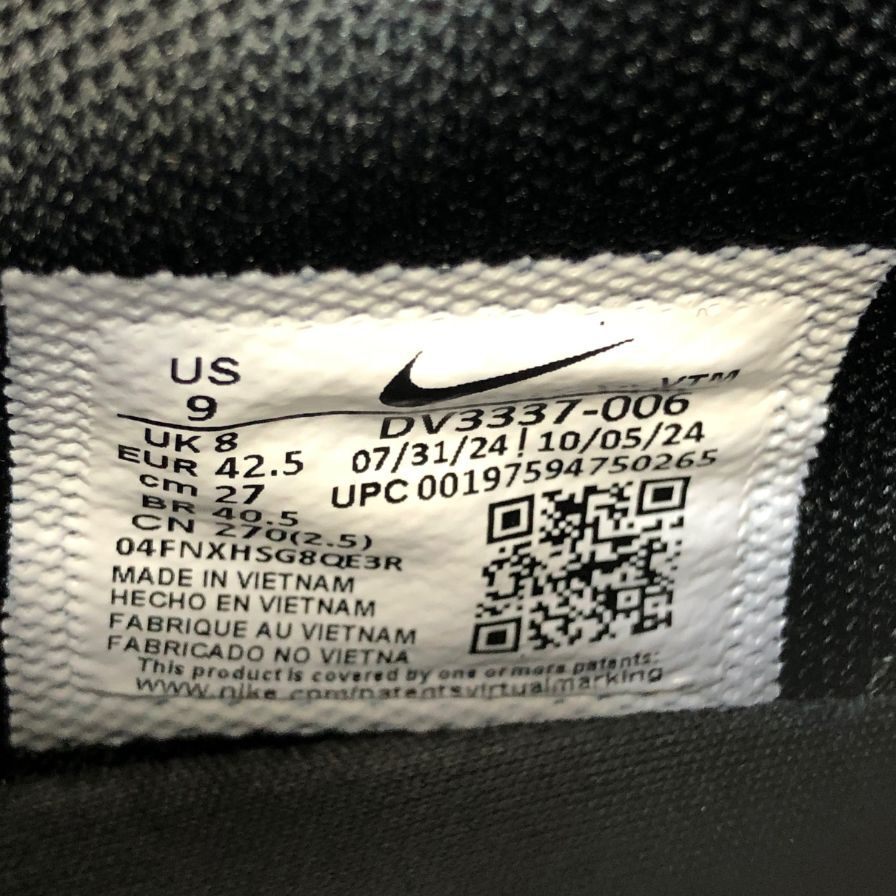 US
9
UK 8
EUR 42.5
cm 27
BR 40.5
CN 270(2.5)
04FNXHSG8QE3R
MADE IN VIETNAM
HECHO EN VIETNAM
FABRIQUE AU VIETNAM
FABRICADO NO VIETNA
DV3337-006
07/31/24 ! 10/05/24
UPC 00197594750265
This product is covered by one or more patents:
www.nike.com/patentsvirtualmarking